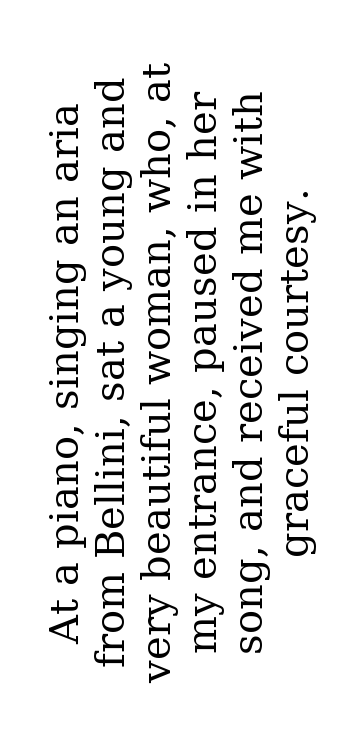 At a piano, singing an aria
from Bellini, sat a young and
very beautiful woman, who, at
my entrance, paused in her
song, and received me with
graceful courtesy.